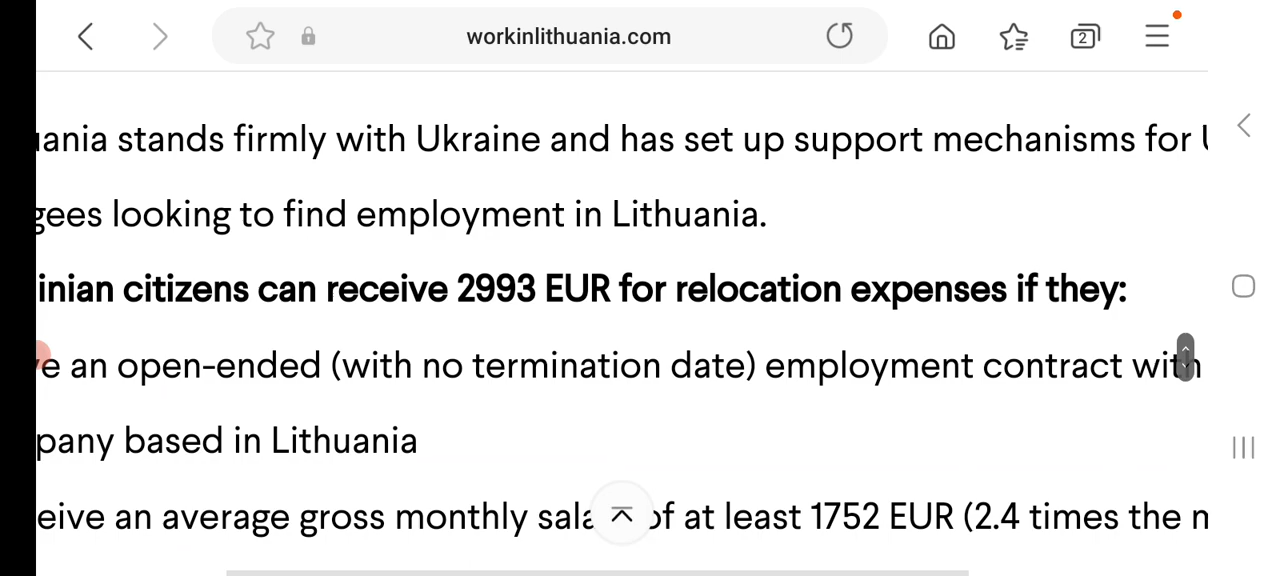 workinlithuania.com
2
uania stands firmly with Ukraine and has set up support mechanisms for U
gees looking to find employment in Lithuania.
inian citizens can receive 2993 EUR for relocation expenses if they:
e an open-ended (with no termination date) employment contract with
pany based in Lithuania
eive an average gross monthly sala of at least 1752 EUR (2.4 times the n